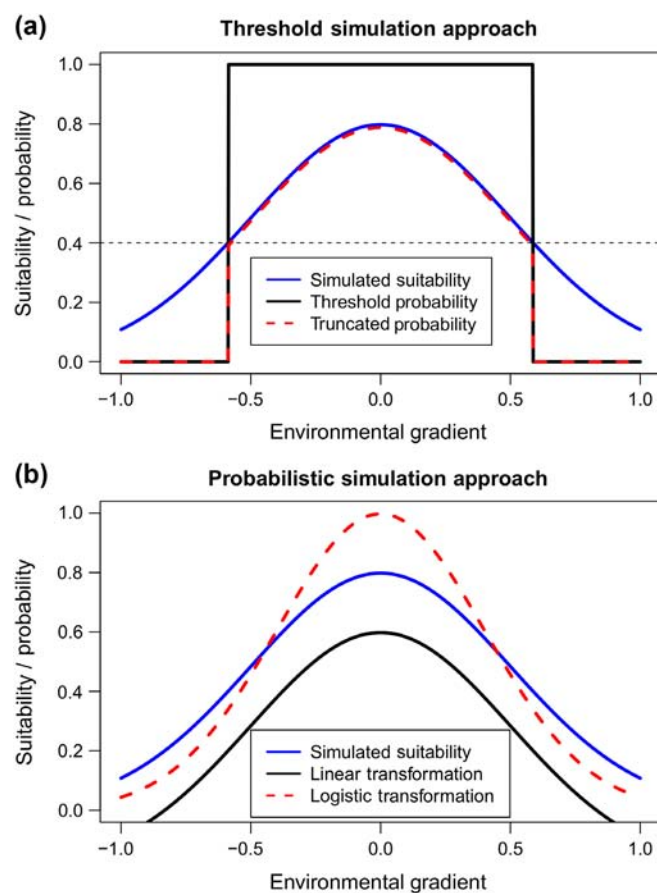 (a)
Threshold simulation approach
Suitability / probability
1.0
0.8
0.6
0.4
0.2
0.0
Simulated suitability
Threshold probability
Truncated probability
−1.0 −0.5 0.0 0.5 1.0
Environmental gradient
(b)
Probabilistic simulation approach
Suitability / probability
1.0
0.8
0.6
0.4
0.2
0.0
Simulated suitability
Linear transformation
Logistic transformation
−1.0 −0.5 0.0 0.5 1.0
Environmental gradient